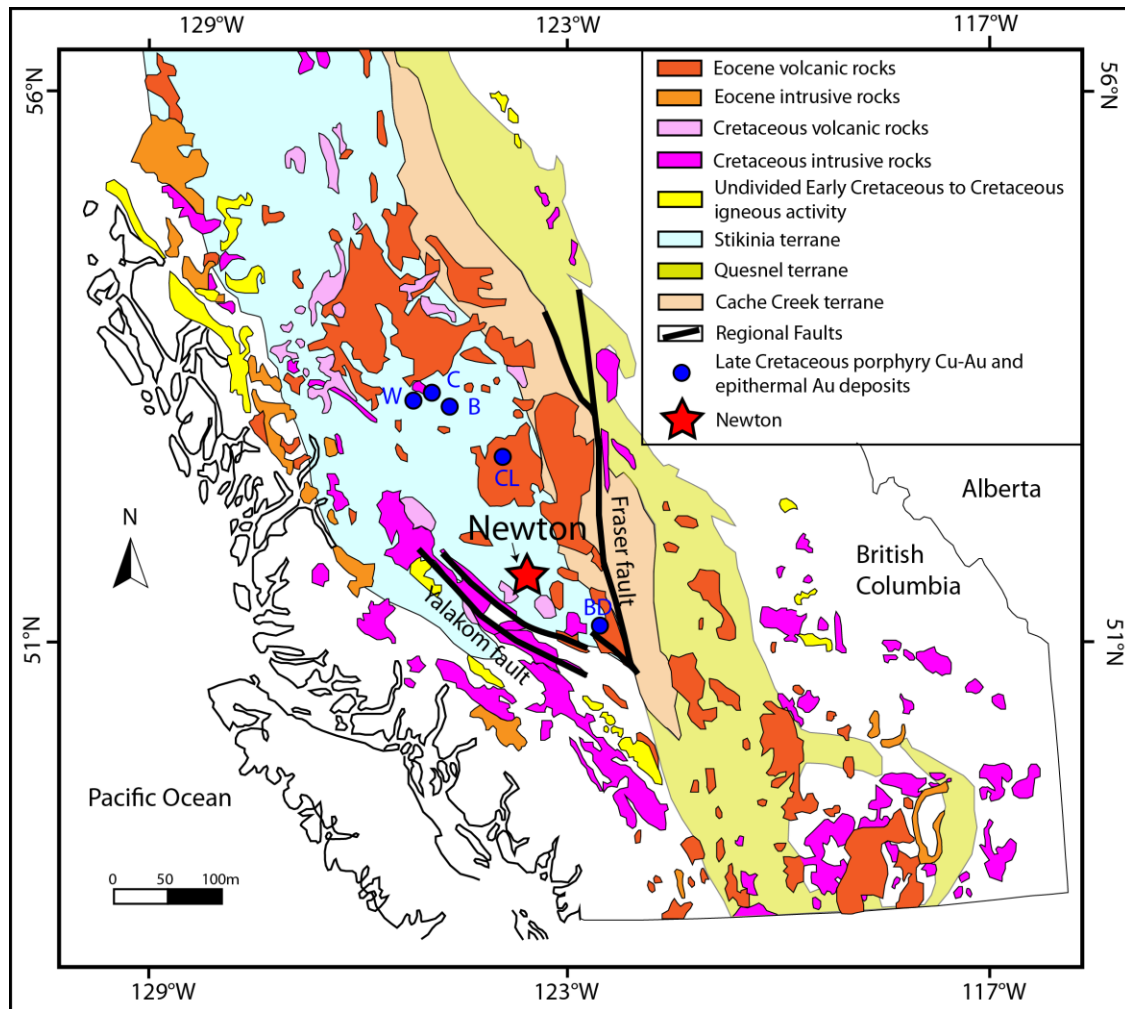 129°W 123°W 117°W
56°N
56°N
Eocene volcanic rocks
Eocene intrusive rocks
Cretaceous volcanic rocks
Cretaceous intrusive rocks
Undivided Early Cretaceous to Cretaceous
igneous activity
Stikinia terrane
Quesnel terrane
Cache Creek terrane
Regional Faults
Late Cretaceous porphyry Cu-Au and
epithermal Au deposits
Newton
W
C
B
CL
Alberta
N
Newton
Fraser fault
British
Columbia
BD
Yalakom fault
51°N
51°N
Pacific Ocean
0 50 100m
129°W 123°W 117°W